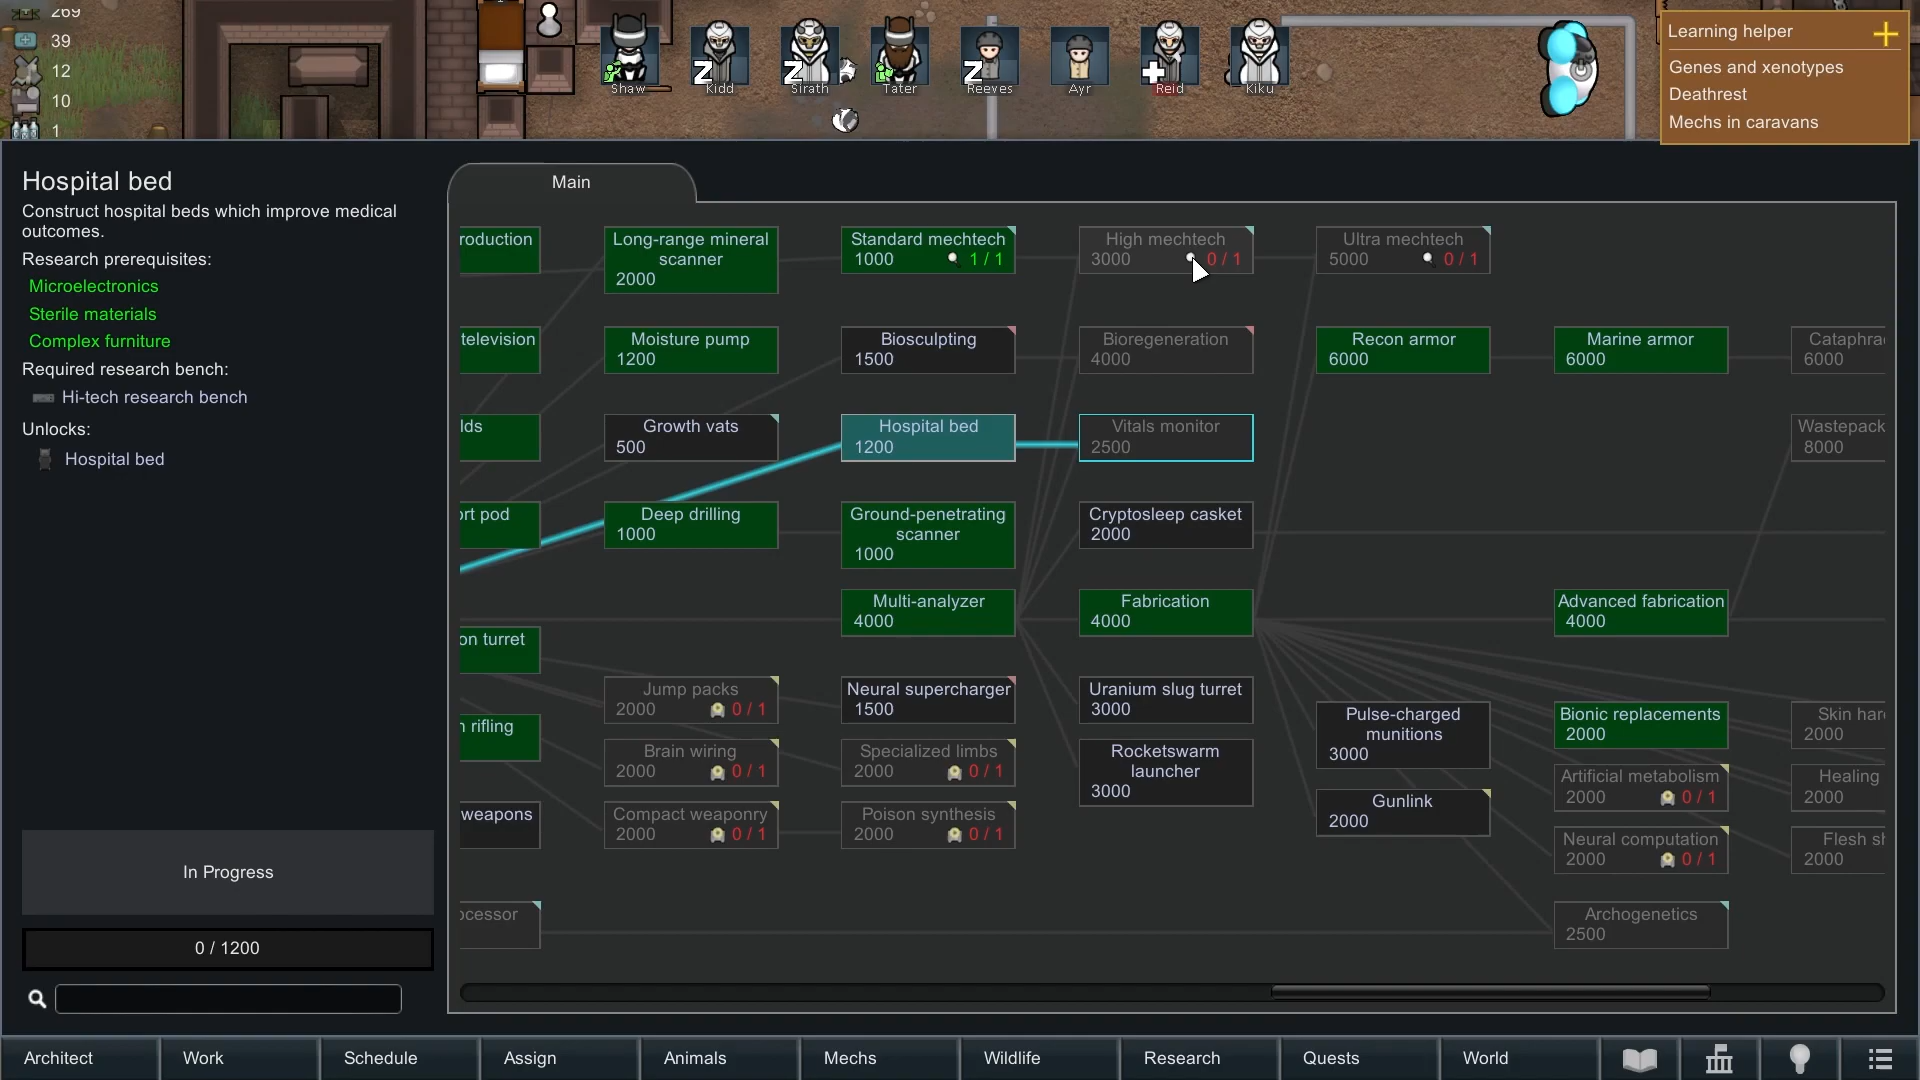 269
39
12
10
1
Shaw
Kidd
Sirath
Tater
Reeves
Ayr
Reid
Kiku
Z
Z
Z
Learning helper
Genes and xenotypes
Deathrest
Mechs in caravans
Hospital bed
Construct hospital beds which improve medical
outcomes.
Research prerequisites:
Microelectronics
Sterile materials
Complex furniture
Required research bench:
Hi-tech research bench
Unlocks:
Hospital bed
In Progress
0 / 1200
Main
roduction
Long-range mineral
scanner
2000
Standard mechtech
1000 1 / 1
High mechtech
3000 0 / 1
Ultra mechtech
5000 0 / 1
television
Moisture pump
1200
Biosculpting
1500
Bioregeneration
4000
Recon armor
6000
Marine armor
6000
Cataphra
6000
lds
Growth vats
500
Hospital bed
1200
Vitals monitor
2500
Wastepack
8000
ort pod
Deep drilling
1000
Ground-penetrating
scanner
1000
Cryptosleep casket
2000
Multi-analyzer
4000
Fabrication
4000
Advanced fabrication
4000
on turret
Jump packs
2000 0 / 1
Neural supercharger
1500
Uranium slug turret
3000
Pulse-charged
munitions
3000
Bionic replacements
2000
Skin har
2000
n rifling
Brain wiring
2000 0 / 1
Specialized limbs
2000 0 / 1
Rocketswarm
launcher
3000
Gunlink
2000
Artificial metabolism
2000 0 / 1
Healing
2000
weapons
Compact weaponry
2000 0 / 1
Poison synthesis
2000 0 / 1
Neural computation
2000 0 / 1
Flesh sh
2000
ocessor
Archogenetics
2500
Architect
Work
Schedule
Assign
Animals
Mechs
Wildlife
Research
Quests
World